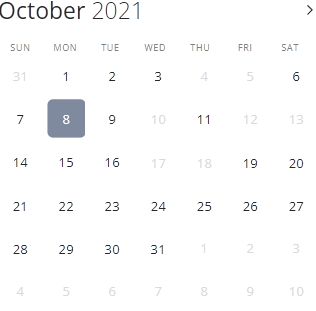 October 2021
SUN MON TUE WED THU FRI SAT
31 1 2 3 4 5 6
7 8 9 10 11 12 13
14 15 16 17 18 19 20
21 22 23 24 25 26 27
28 29 30 31 1 2 3
4 5 6 7 8 9 10